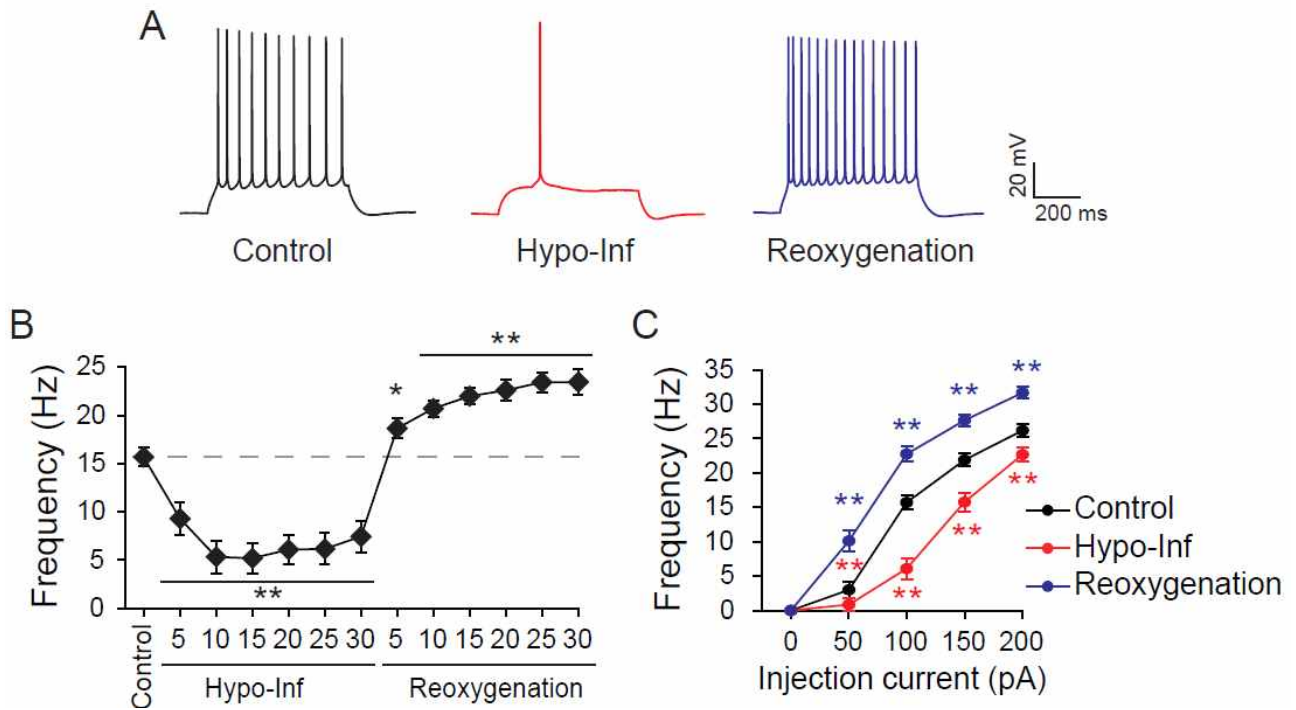 A
Control
Hypo-Inf
Reoxygenation
20 mV
200 ms
B
Frequency (Hz)
25
20
15
10
5
0
*
**
**
Control
5 10 15 20 25 30 5 10 15 20 25 30
Hypo-Inf
Reoxygenation
C
Frequency (Hz)
35
30
25
20
15
10
5
0
**
**
**
**
**
**
**
**
0 50 100 150 200
Injection current (pA)
Control
Hypo-Inf
Reoxygenation